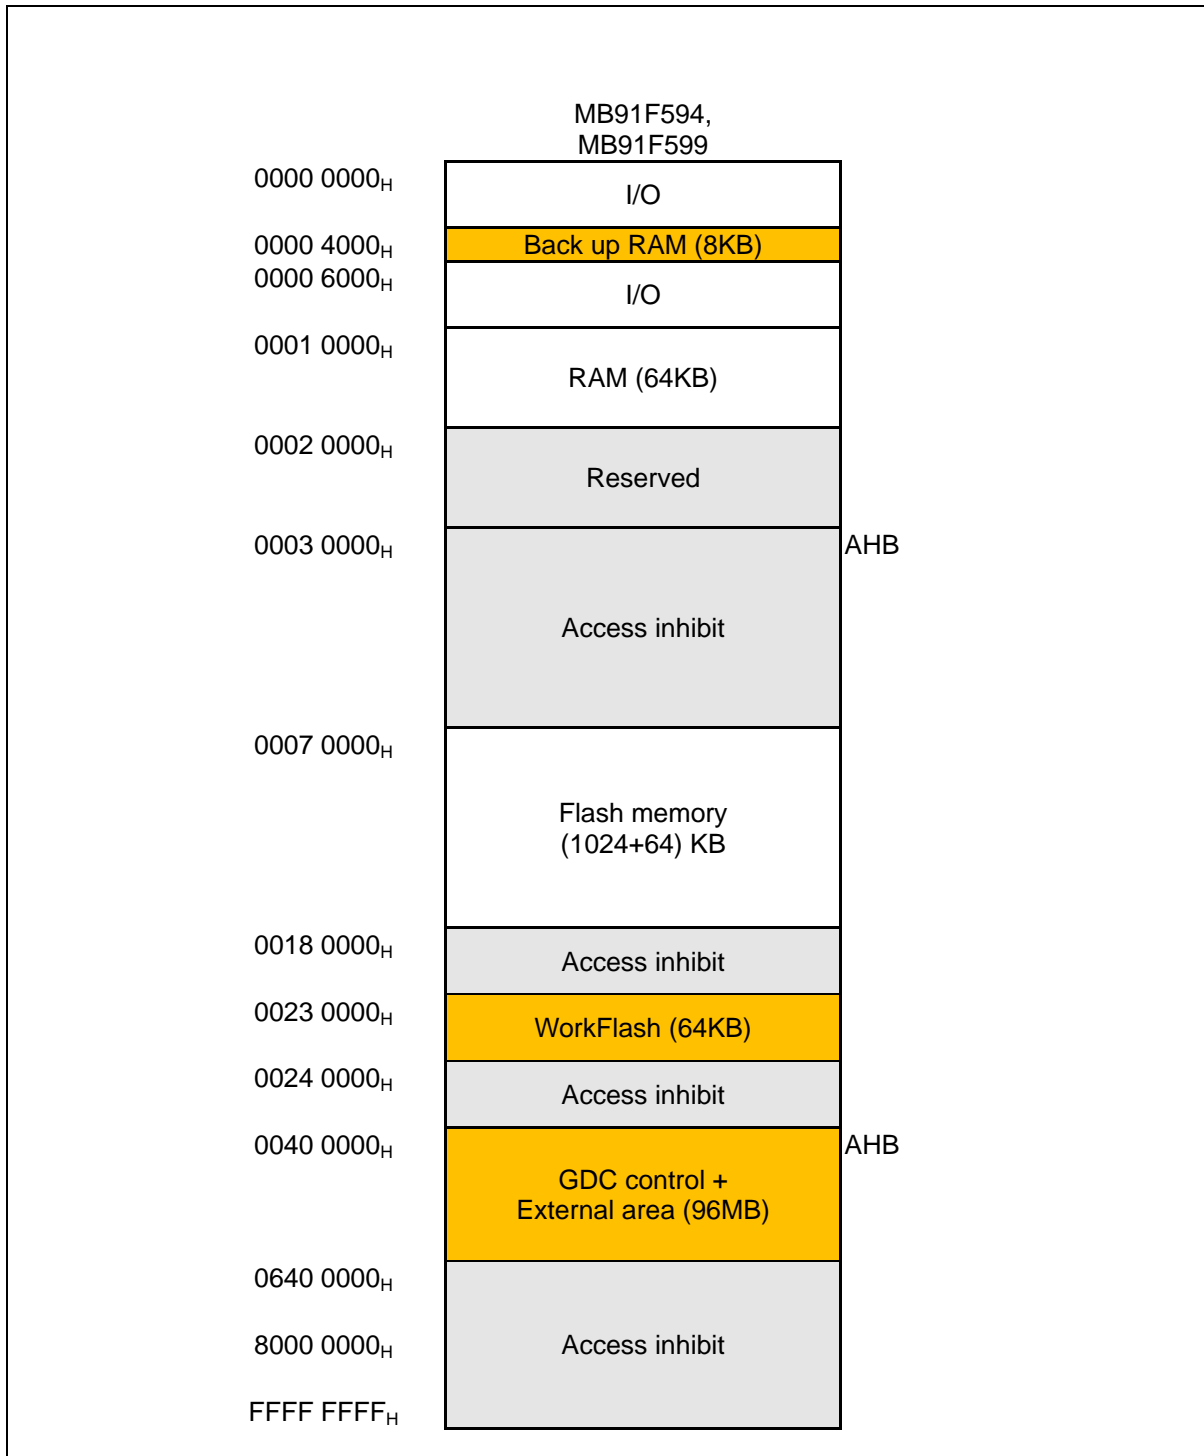 MB91F594,
MB91F599
0000 0000H
I/O
0000 4000H
Back up RAM (8KB)
0000 6000H
I/O
0001 0000H
RAM (64KB)
0002 0000H
Reserved
0003 0000H
AHB
Access inhibit
0007 0000H
Flash memory
(1024+64) KB
0018 0000H
Access inhibit
0023 0000H
WorkFlash (64KB)
0024 0000H
Access inhibit
0040 0000H
AHB
GDC control +
External area (96MB)
0640 0000H
8000 0000H
Access inhibit
FFFF FFFFH